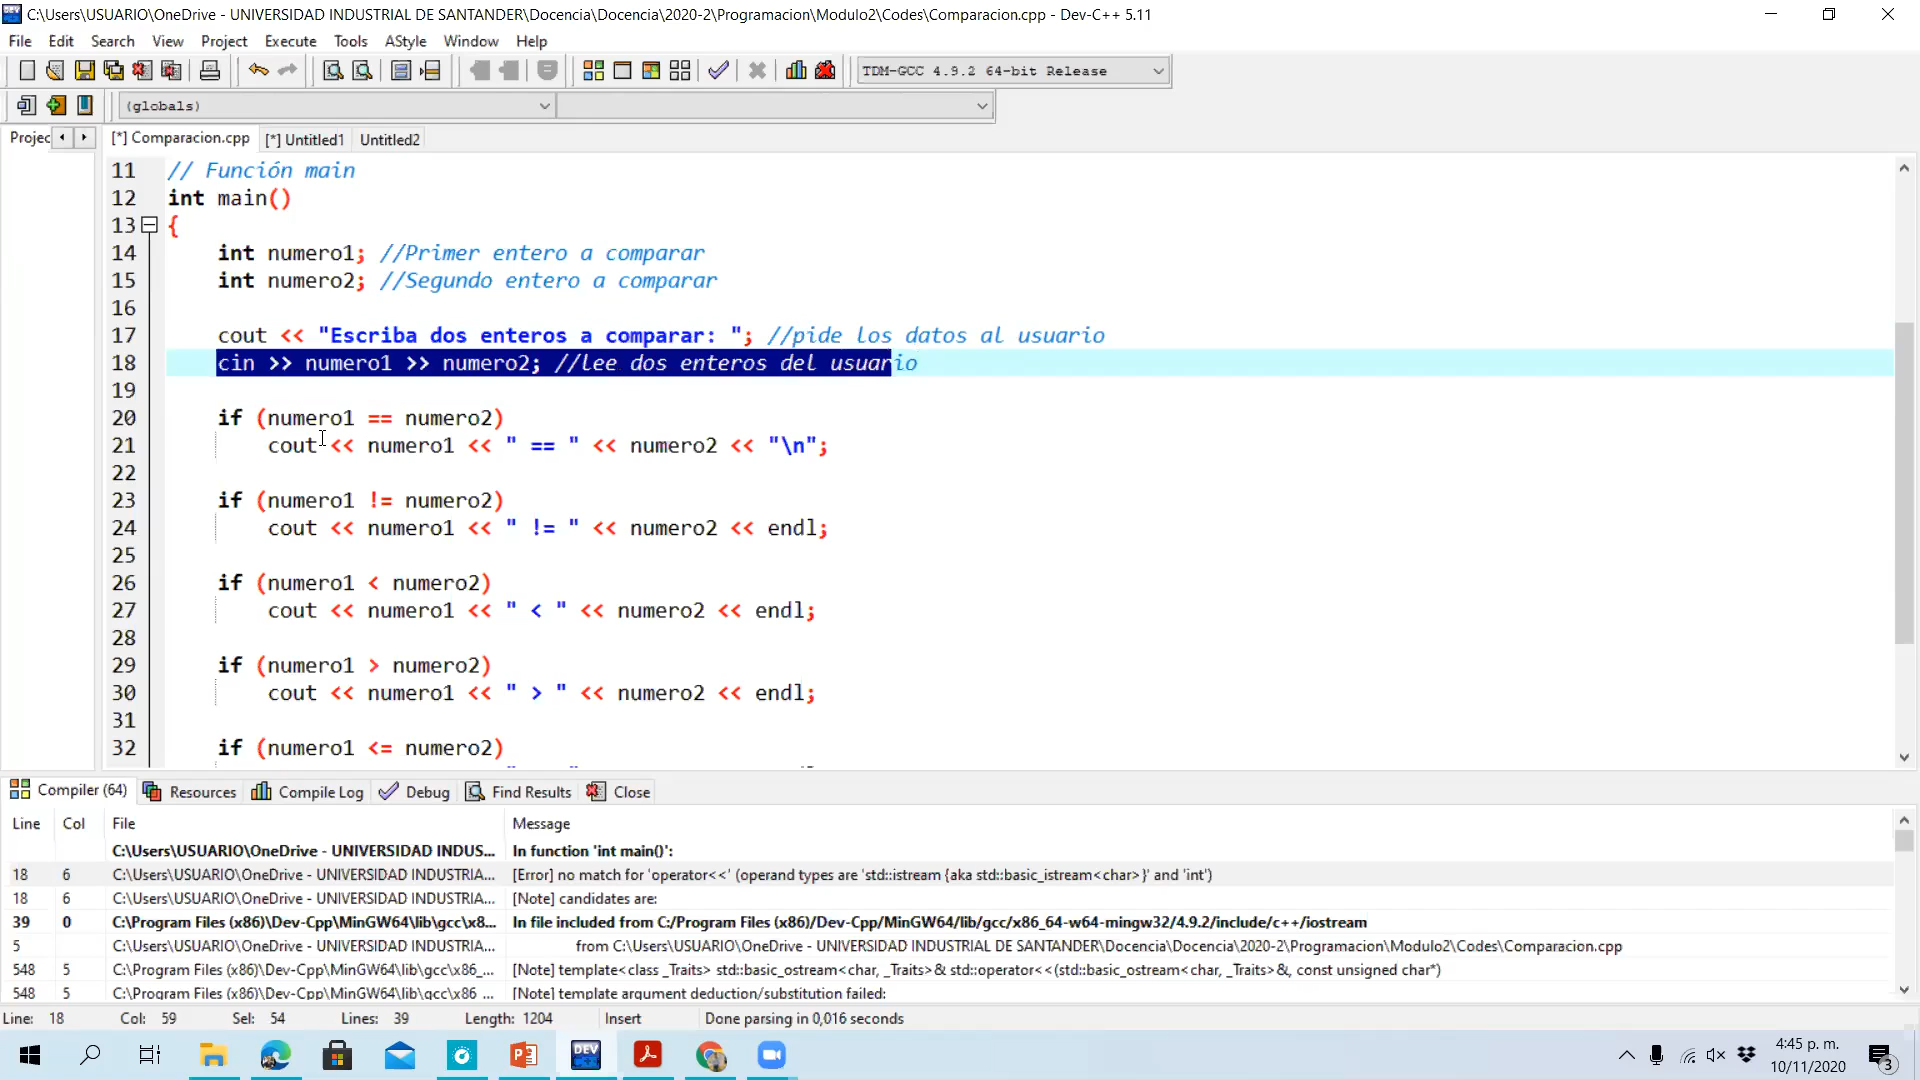 C:\Users\USUARIO\OneDrive - UNIVERSIDAD INDUSTRIAL DE SANTANDER\Docencia\Docencia\2020-2\Programacion\Modulo2\Codes\Comparacion.cpp - Dev-C++ 5.11
File Edit Search View Project Execute Tools AStyle Window Help
TDM-GCC 4.9.2 64-bit Release
(globals)
Projec [*] Comparacion.cpp [*] Untitled1 Untitled2
11 // Función main
12 int main()
13 {
14 int numero1; //Primer entero a comparar
15 int numero2; //Segundo entero a comparar
16
17 cout << "Escriba dos enteros a comparar: "; //pide los datos al usuario
18 cin >> numero1 >> numero2; //lee dos enteros del usuario
19
20 if (numero1 == numero2)
21 cout << numero1 << " == " << numero2 << "\n";
22
23 if (numero1 != numero2)
24 cout << numero1 << " != " << numero2 << endl;
25
26 if (numero1 < numero2)
27 cout << numero1 << " < " << numero2 << endl;
28
29 if (numero1 > numero2)
30 cout << numero1 << " > " << numero2 << endl;
31
32 if (numero1 <= numero2)
Compiler (64) Resources Compile Log Debug Find Results Close
Line Col File Message
C:\Users\USUARIO\OneDrive - UNIVERSIDAD INDUS... In function 'int main()':
18 6 C:\Users\USUARIO\OneDrive - UNIVERSIDAD INDUSTRIA... [Error] no match for 'operator<<' (operand types are 'std::istream {aka std::basic_istream<char>}' and 'int')
18 6 C:\Users\USUARIO\OneDrive - UNIVERSIDAD INDUSTRIA... [Note] candidates are:
39 0 C:\Program Files (x86)\Dev-Cpp\MinGW64\lib\gcc\x8... In file included from C:/Program Files (x86)/Dev-Cpp/MinGW64/lib/gcc/x86_64-w64-mingw32/4.9.2/include/c++/iostream
5 C:\Users\USUARIO\OneDrive - UNIVERSIDAD INDUSTRIA... from C:\Users\USUARIO\OneDrive - UNIVERSIDAD INDUSTRIAL DE SANTANDER\Docencia\Docencia\2020-2\Programacion\Modulo2\Codes\Comparacion.cpp
548 5 C:\Program Files (x86)\Dev-Cpp\MinGW64\lib\gcc\x86_... [Note] template<class _Traits> std::basic_ostream<char, _Traits>& std::operator<<(std::basic_ostream<char, _Traits>&, const unsigned char*)
548 5 C:\Program Files (x86)\Dev-Cpp\MinGW64\lib\gcc\x86_... [Note] template argument deduction/substitution failed:
Line: 18 Col: 59 Sel: 54 Lines: 39 Length: 1204 Insert Done parsing in 0,016 seconds
DEV C++
4:45 p. m.
10/11/2020
3